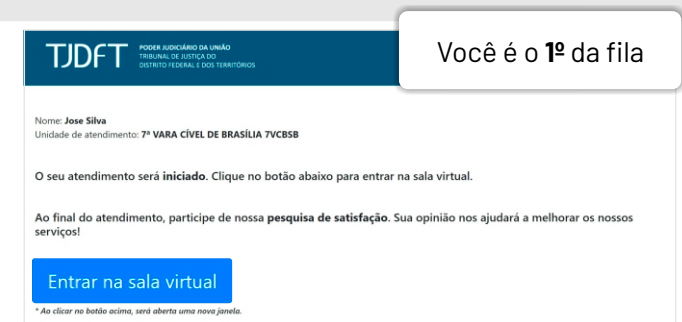 TJDFT
PODER JUDICIÁRIO DA UNIÃO
TRIBUNAL DE JUSTIÇA DO
DISTRITO FEDERAL E DOS TERRITÓRIOS
Você é o 1º da fila
Nome: Jose Silva
Unidade de atendimento: 7ª VARA CÍVEL DE BRASÍLIA 7VCBSB
O seu atendimento será iniciado. Clique no botão abaixo para entrar na sala virtual.
Ao final do atendimento, participe de nossa pesquisa de satisfação. Sua opinião nos ajudará a melhorar os nossos
serviços!
Entrar na sala virtual
* Ao clicar no botão acima, será aberta uma nova janela.